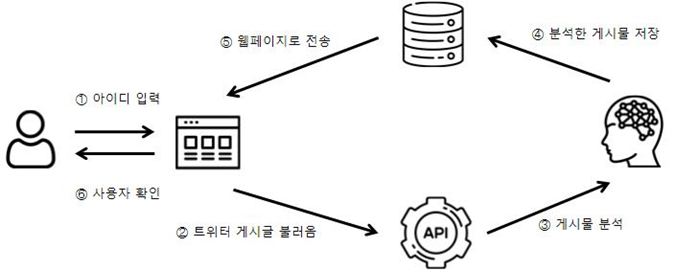 ⑤ 웹페이지로 전송
④ 분석한 게시물 저장
① 아이디 입력
⑥ 사용자 확인
② 트위터 게시글 불러옴
API
③ 게시물 분석